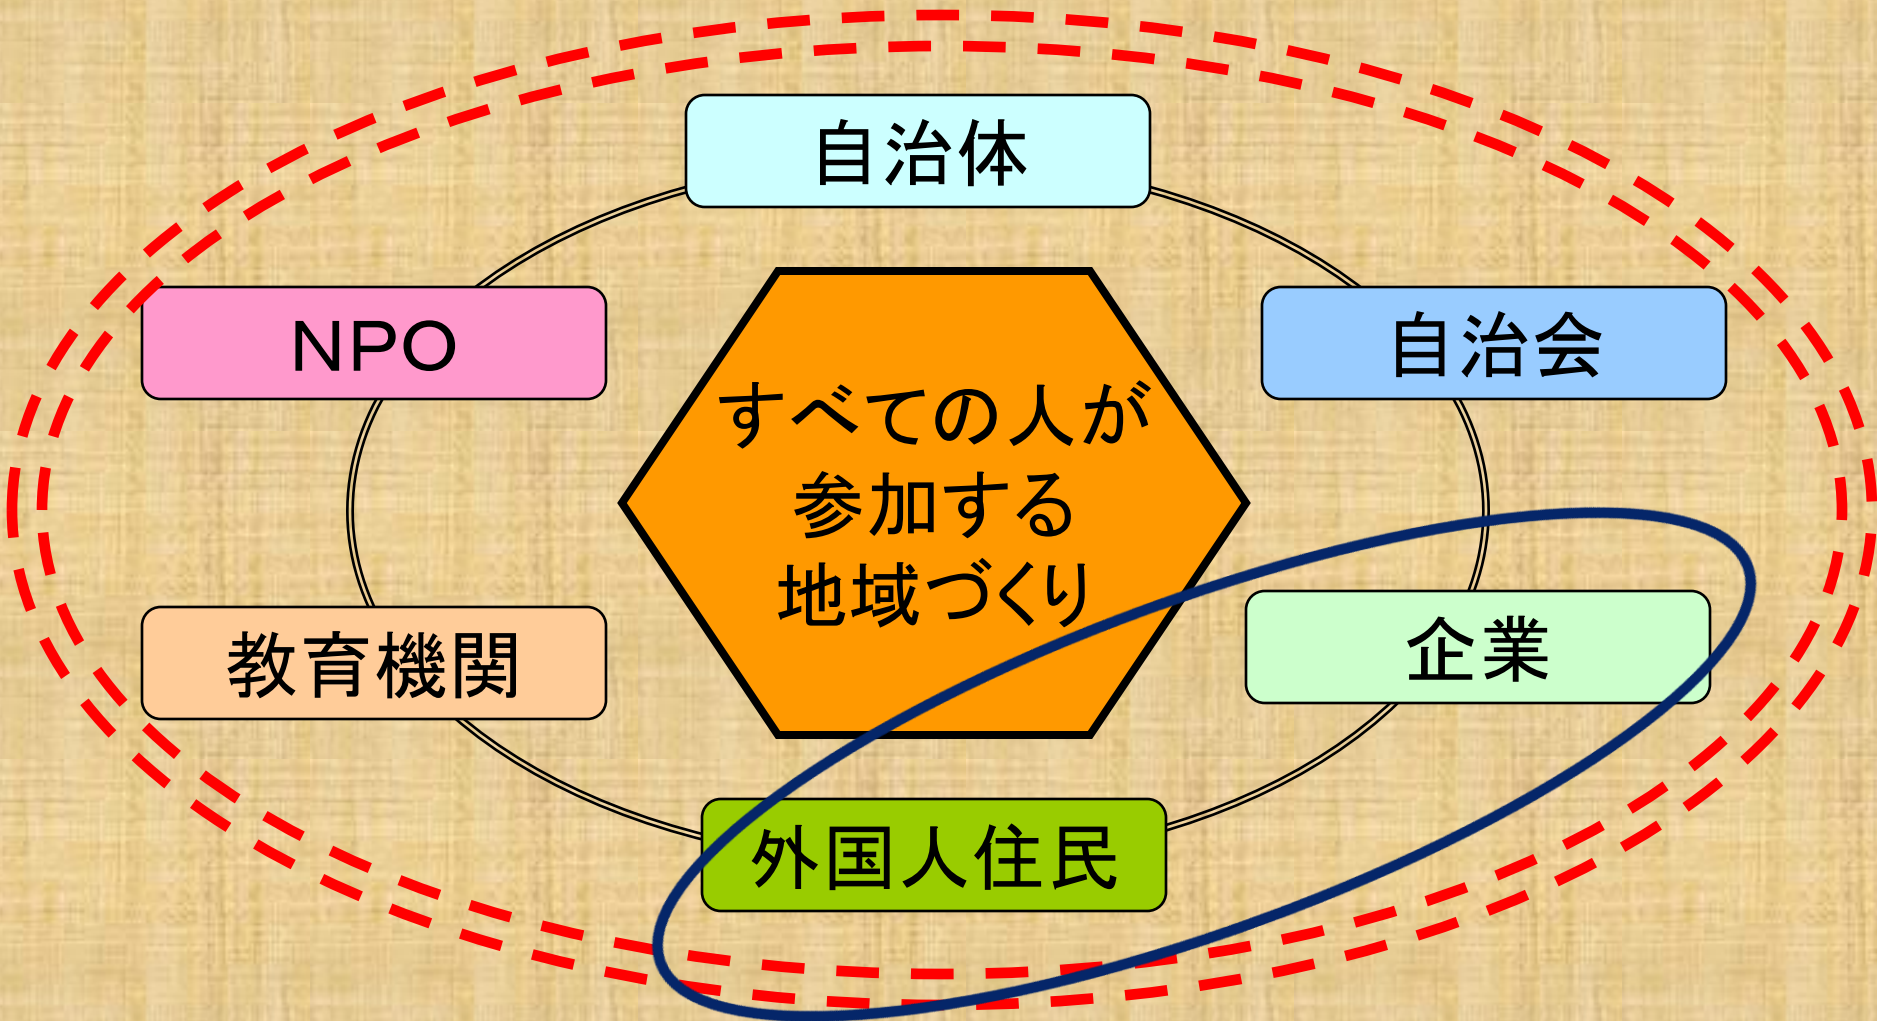 自治体
NPO
自治会
すべての人が
参加する
地域づくり
教育機関
企業
外国人住民